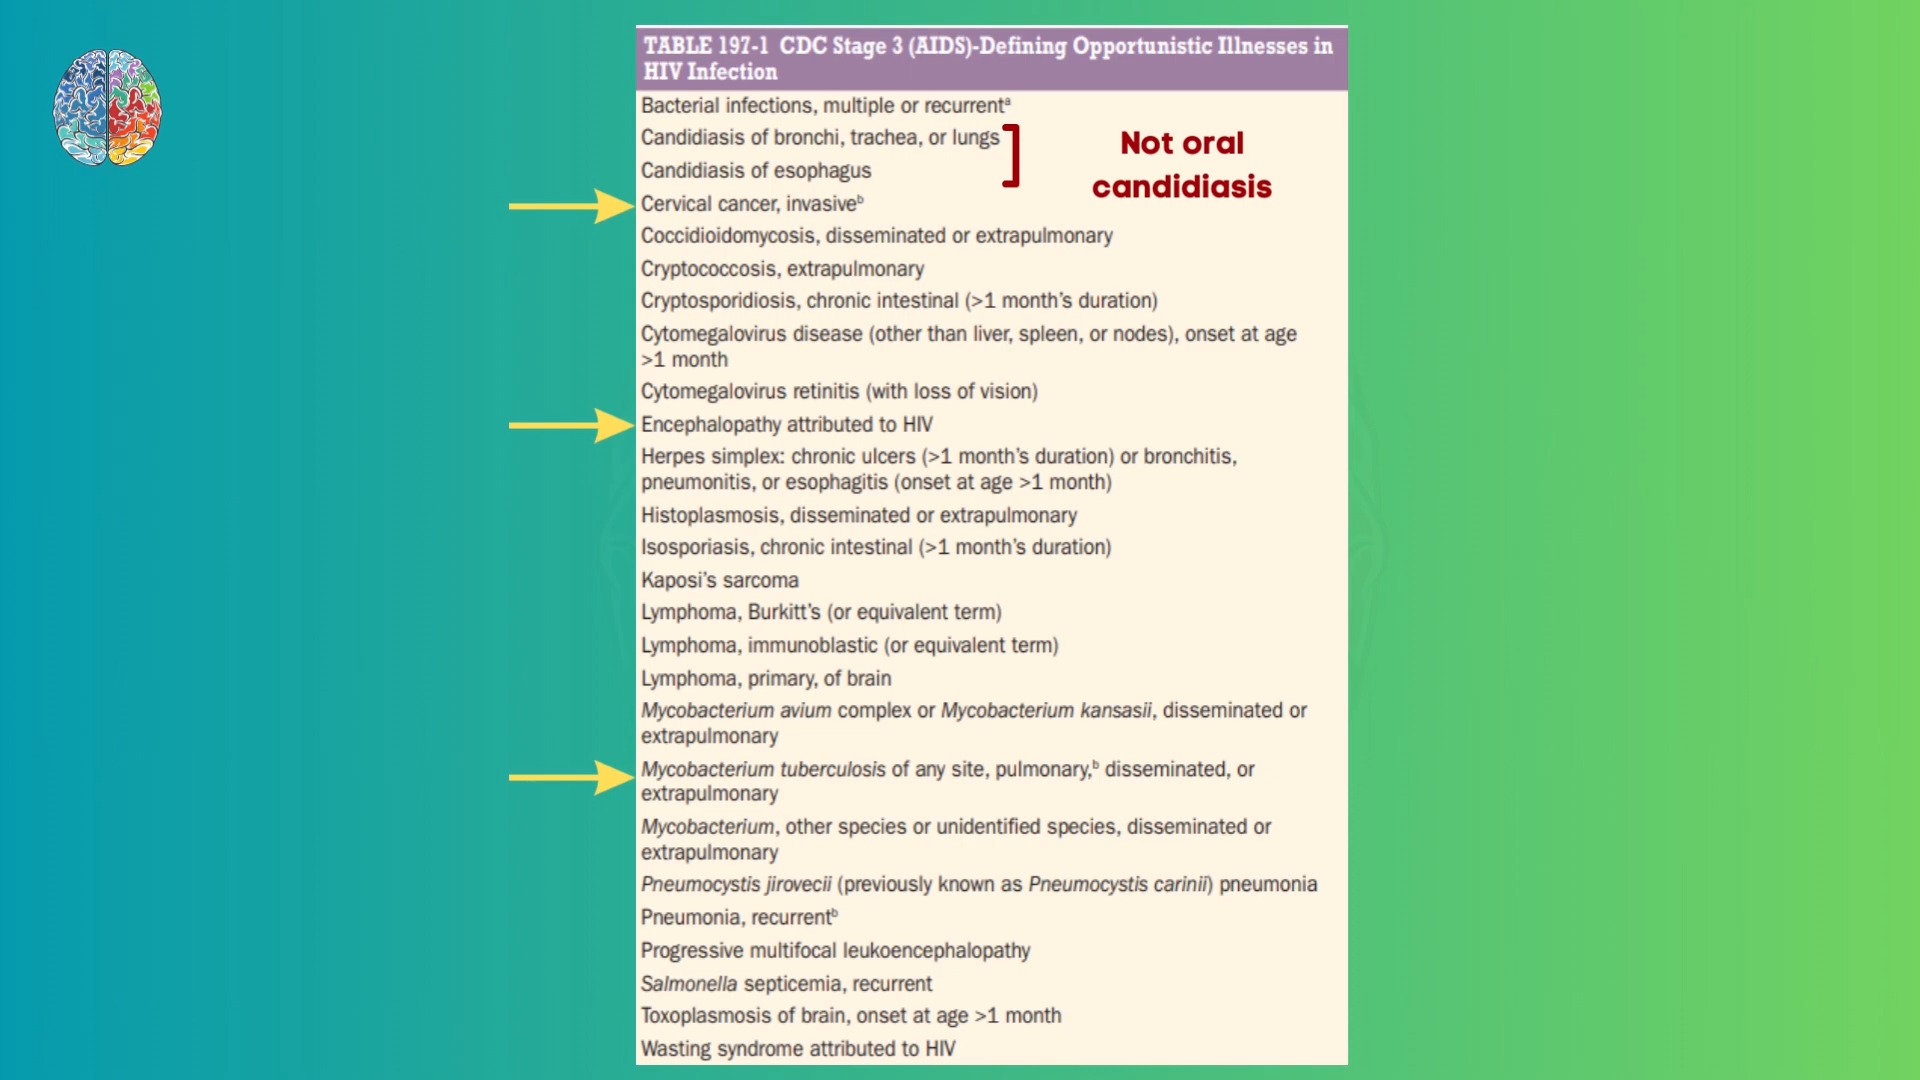 TABLE 197-1 CDC Stage 3 (AIDS)-Defining Opportunistic Illnesses in
HIV Infection
Bacterial infections, multiple or recurrentᵃ
Candidiasis of bronchi, trachea, or lungs
Candidiasis of esophagus
Not oral
candidiasis
Cervical cancer, invasiveᵇ
Coccidioidomycosis, disseminated or extrapulmonary
Cryptococcosis, extrapulmonary
Cryptosporidiosis, chronic intestinal (>1 month’s duration)
Cytomegalovirus disease (other than liver, spleen, or nodes), onset at age
>1 month
Cytomegalovirus retinitis (with loss of vision)
Encephalopathy attributed to HIV
Herpes simplex: chronic ulcers (>1 month’s duration) or bronchitis,
pneumonitis, or esophagitis (onset at age >1 month)
Histoplasmosis, disseminated or extrapulmonary
Isosporiasis, chronic intestinal (>1 month’s duration)
Kaposi’s sarcoma
Lymphoma, Burkitt’s (or equivalent term)
Lymphoma, immunoblastic (or equivalent term)
Lymphoma, primary, of brain
Mycobacterium avium complex or Mycobacterium kansasii, disseminated or
extrapulmonary
Mycobacterium tuberculosis of any site, pulmonary,ᵇ disseminated, or
extrapulmonary
Mycobacterium, other species or unidentified species, disseminated or
extrapulmonary
Pneumocystis jirovecii (previously known as Pneumocystis carinii) pneumonia
Pneumonia, recurrentᵇ
Progressive multifocal leukoencephalopathy
Salmonella septicemia, recurrent
Toxoplasmosis of brain, onset at age >1 month
Wasting syndrome attributed to HIV